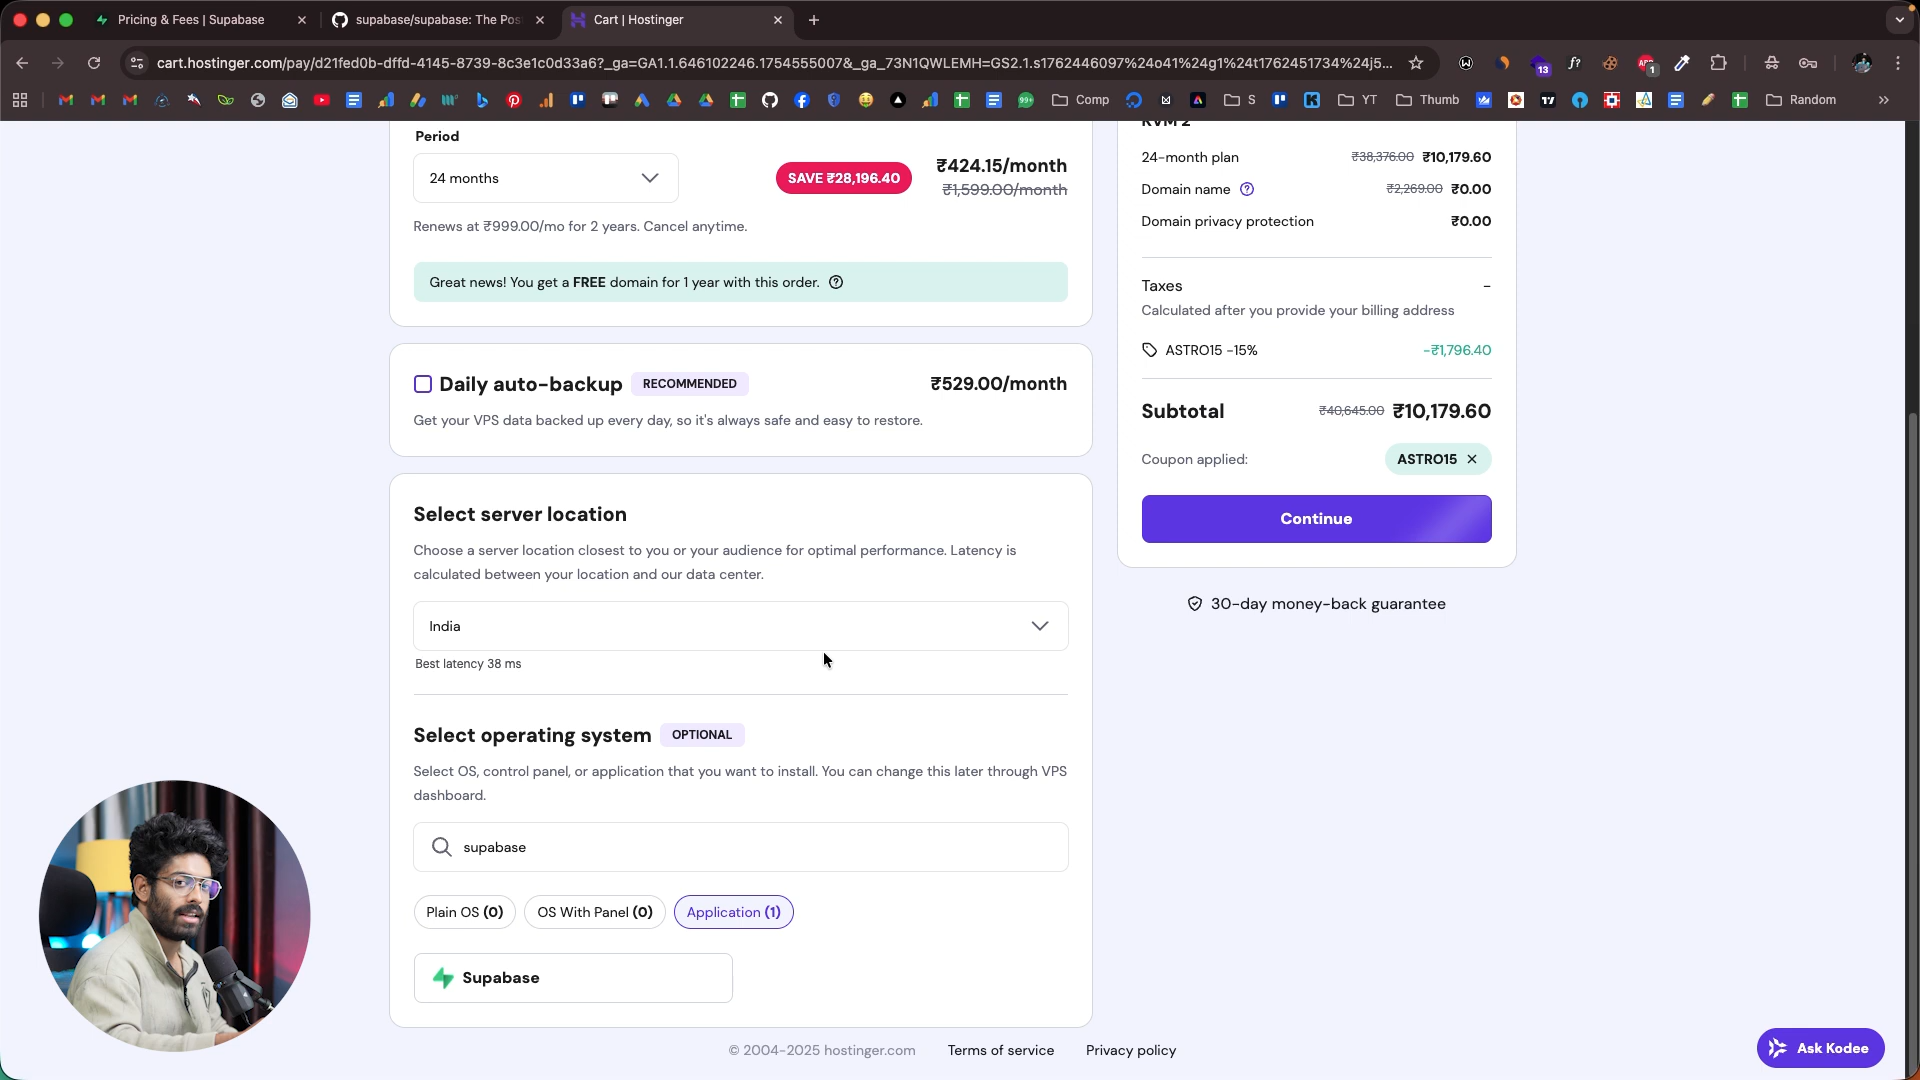 Pricing & Fees | Supabase
supabase/supabase: The Pos
Cart | Hostinger
cart.hostinger.com/pay/d21fed0b-dffd-4145-8739-8c3e1c0d33a6?_ga=GA1.1.646102246.1754555007&_ga_73N1QWLEMH=GS2.1.s1762446097%24o41%24g1%24t1762451734%24j5...
13
f?
1
99+
Comp
S
YT
Thumb
Random
KVM 2
Period
24 months
SAVE ₹28,196.40
₹424.15/month
₹1,599.00/month
Renews at ₹999.00/mo for 2 years. Cancel anytime.
Great news! You get a FREE domain for 1 year with this order.
24-month plan ₹38,376.00 ₹10,179.60
Domain name ₹2,269.00 ₹0.00
Domain privacy protection ₹0.00
Taxes -
Calculated after you provide your billing address
ASTRO15 -15% -₹1,796.40
Subtotal ₹40,645.00 ₹10,179.60
Coupon applied: ASTRO15
Continue
30-day money-back guarantee
Daily auto-backup RECOMMENDED ₹529.00/month
Get your VPS data backed up every day, so it's always safe and easy to restore.
Select server location
Choose a server location closest to you or your audience for optimal performance. Latency is
calculated between your location and our data center.
India
Best latency 38 ms
Select operating system OPTIONAL
Select OS, control panel, or application that you want to install. You can change this later through VPS
dashboard.
supabase
Plain OS (0) OS With Panel (0) Application (1)
Supabase
© 2004-2025 hostinger.com Terms of service Privacy policy
Ask Kodee